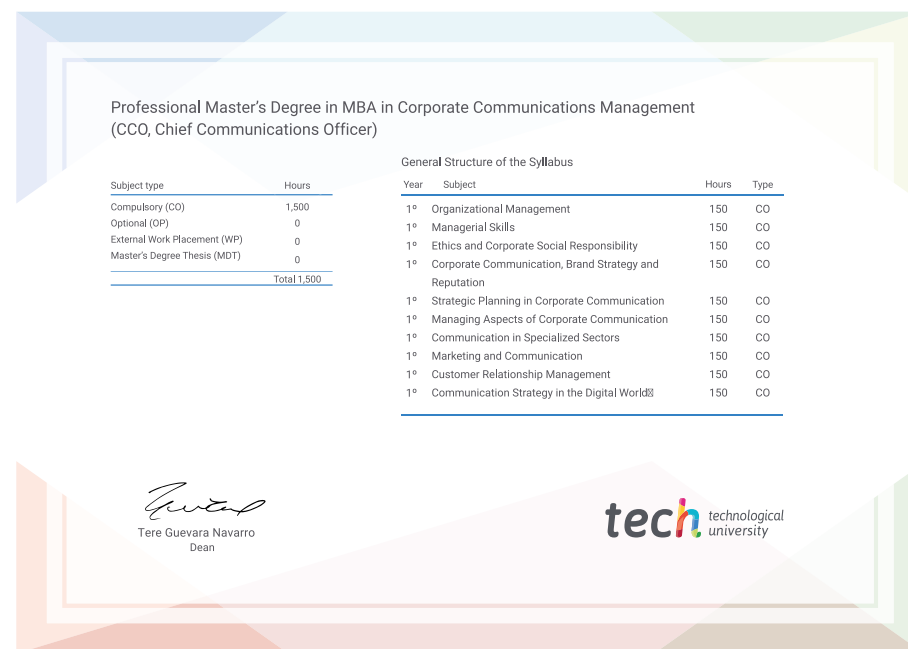 Professional Master's Degree in MBA in Corporate Communications Management
(CCO, Chief Communications Officer)
Subject type Hours
Compulsory (CO) 1,500
Optional (OP) 0
External Work Placement (WP) 0
Master's Degree Thesis (MDT) 0
Total 1,500
General Structure of the Syllabus
Year Subject Hours Type
1º Organizational Management 150 CO
1º Managerial Skills 150 CO
1º Ethics and Corporate Social Responsibility 150 CO
1º Corporate Communication, Brand Strategy and 150 CO
Reputation
1º Strategic Planning in Corporate Communication 150 CO
1º Managing Aspects of Corporate Communication 150 CO
1º Communication in Specialized Sectors 150 CO
1º Marketing and Communication 150 CO
1º Customer Relationship Management 150 CO
1º Communication Strategy in the Digital World 150 CO
Tere Guevara Navarro
Dean
tech technological
university